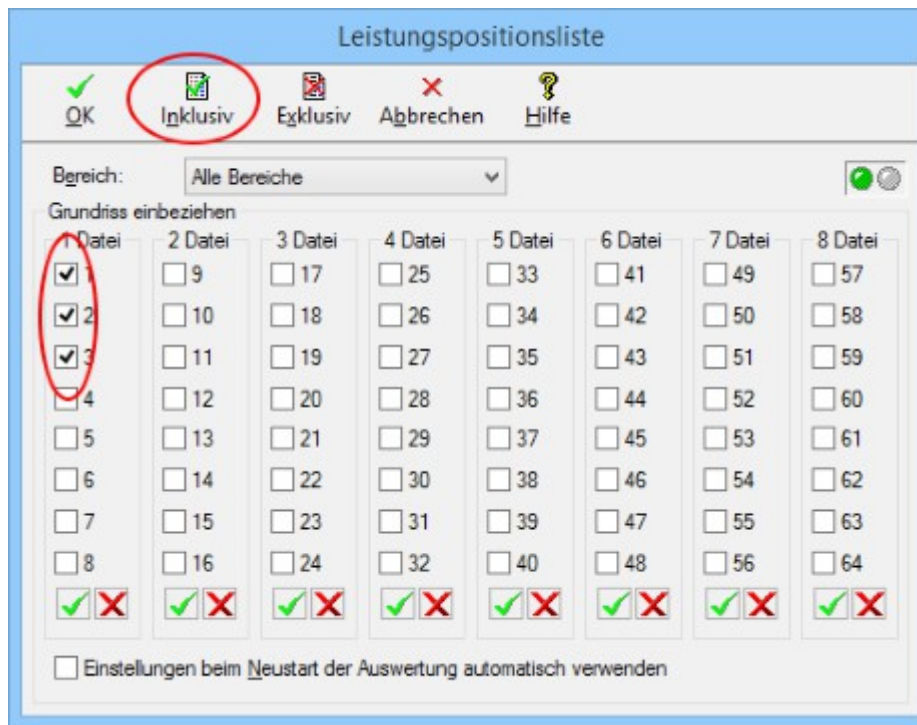 Leistungspositionsliste
OK Inklusiv Exklusiv Abbrechen Hilfe
Bereich: Alle Bereiche
Grundriss einbeziehen
1 Datei 2 Datei 3 Datei 4 Datei 5 Datei 6 Datei 7 Datei 8 Datei
1 9 17 25 33 41 49 57
2 10 18 26 34 42 50 58
3 11 19 27 35 43 51 59
4 12 20 28 36 44 52 60
5 13 21 29 37 45 53 61
6 14 22 30 38 46 54 62
7 15 23 31 39 47 55 63
8 16 24 32 40 48 56 64
Einstellungen beim Neustart der Auswertung automatisch verwenden